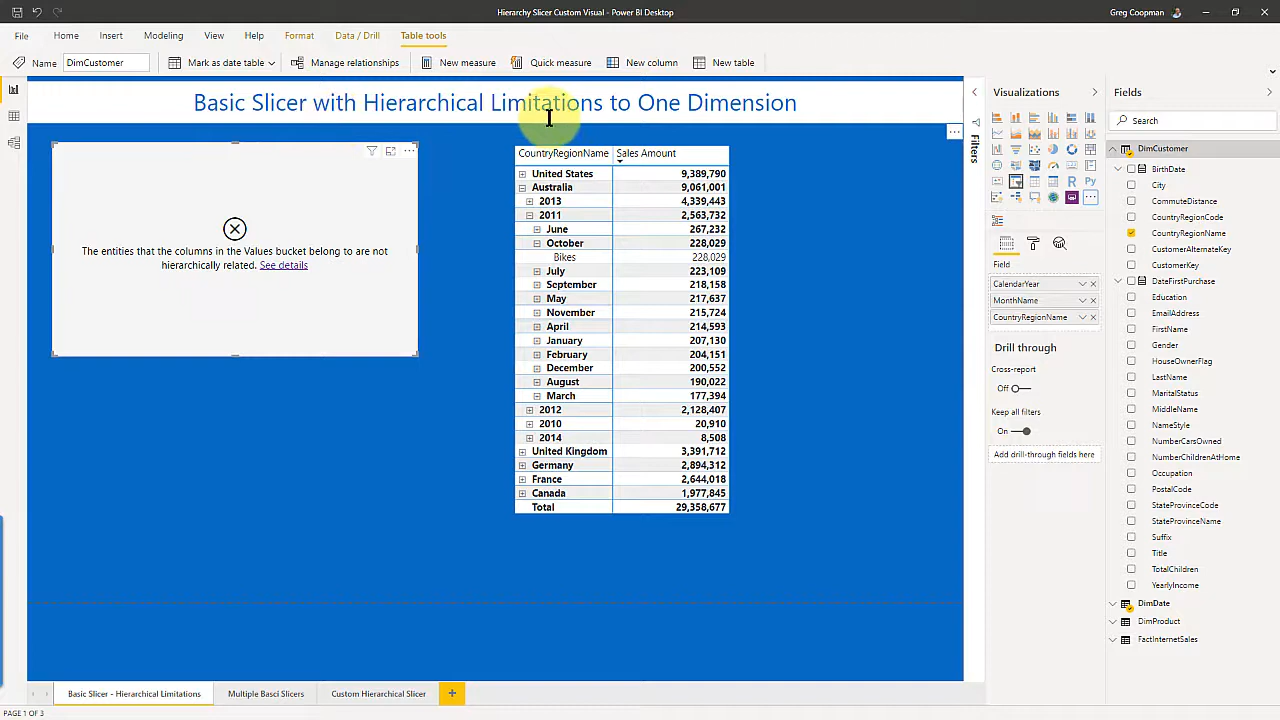 Hierarchy Slicer Custom Visual - Power BI Desktop
Greg Coopman
File Home Insert Modeling View Help Format Data / Drill Table tools
Name DimCustomer Mark as date table Manage relationships New measure Quick measure New column New table
Basic Slicer with Hierarchical Limitations to One Dimension
The entities that the columns in the Values bucket belong to are not
hierarchically related. See details
CountryRegionName Sales Amount
United States 9,389,790
Australia 9,061,001
2013 4,339,443
2011 2,563,732
June 267,232
October 228,029
Bikes 228,029
July 223,109
September 218,158
May 217,637
November 215,724
April 214,593
January 207,130
February 204,151
December 200,552
August 190,022
March 177,394
2012 2,128,407
2010 20,910
2014 8,508
United Kingdom 3,391,712
Germany 2,894,312
France 2,644,018
Canada 1,977,845
Total 29,358,677
Filters
Visualizations
R Py
Field
CalendarYear
MonthName
CountryRegionName
Drill through
Cross-report
Off
Keep all filters
On
Add drill-through fields here
Fields
Search
DimCustomer
BirthDate
City
CommuteDistance
CountryRegionCode
CountryRegionName
CustomerAlternateKey
CustomerKey
DateFirstPurchase
Education
EmailAddress
FirstName
Gender
HouseOwnerFlag
LastName
MaritalStatus
MiddleName
NameStyle
NumberCarsOwned
NumberChildrenAtHome
Occupation
PostalCode
StateProvinceCode
StateProvinceName
Suffix
Title
TotalChildren
YearlyIncome
DimDate
DimProduct
FactInternetSales
Basic Slicer - Hierarchical Limitations Multiple Basci Slicers Custom Hierarchical Slicer
PAGE 1 OF 3